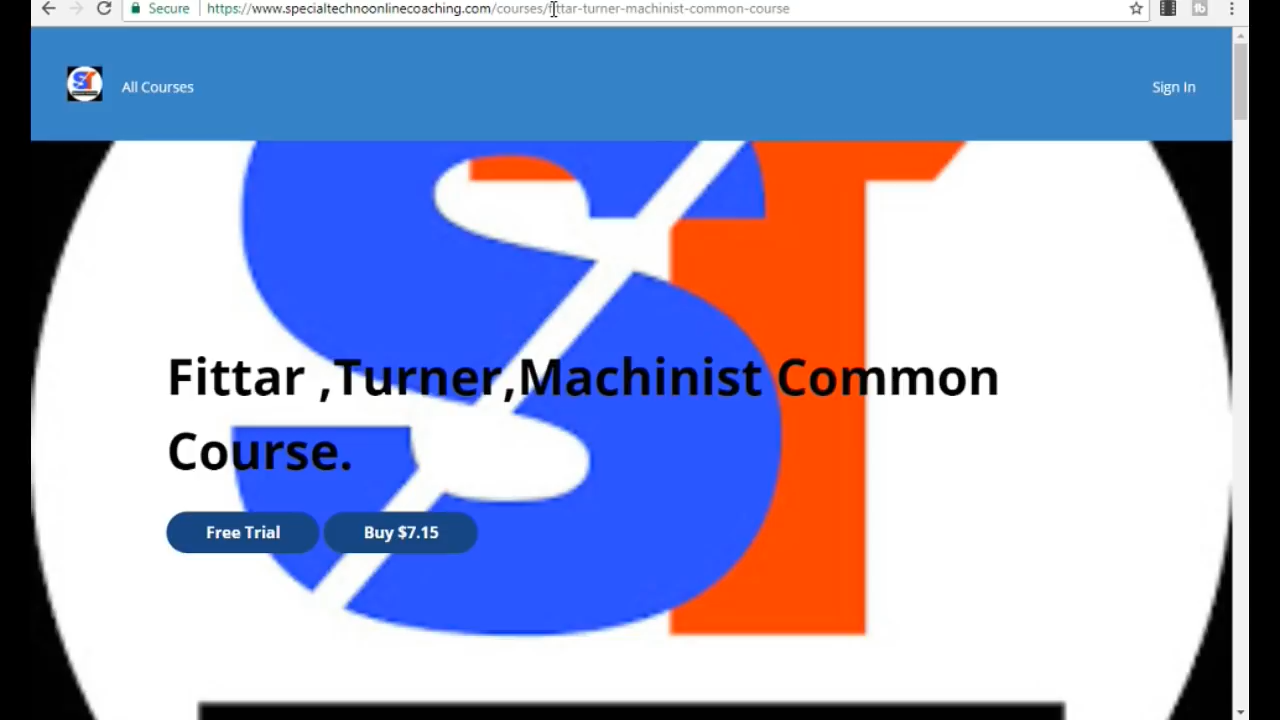 Secure https://www.specialtechnoonlinecoaching.com/courses/fittar-turner-machinist-common-course
All Courses
Sign In
Fittar ,Turner,Machinist Common
Course.
Free Trial
Buy $7.15